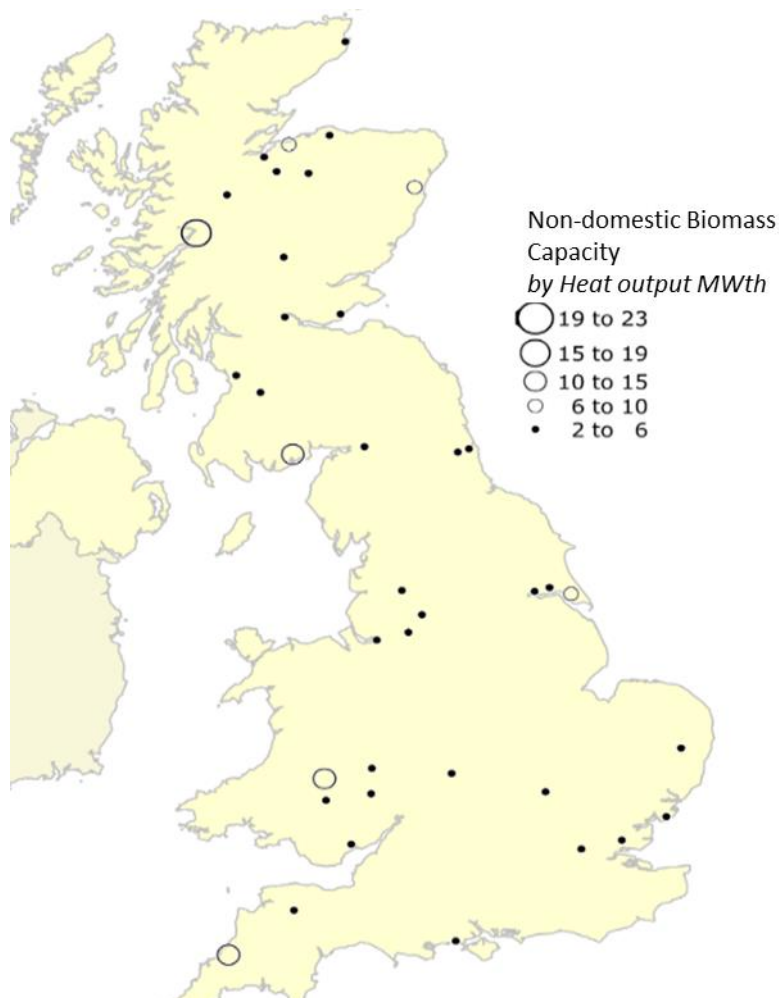 Non-domestic Biomass
Capacity
by Heat output MWth
19 to 23
15 to 19
10 to 15
6 to 10
2 to 6